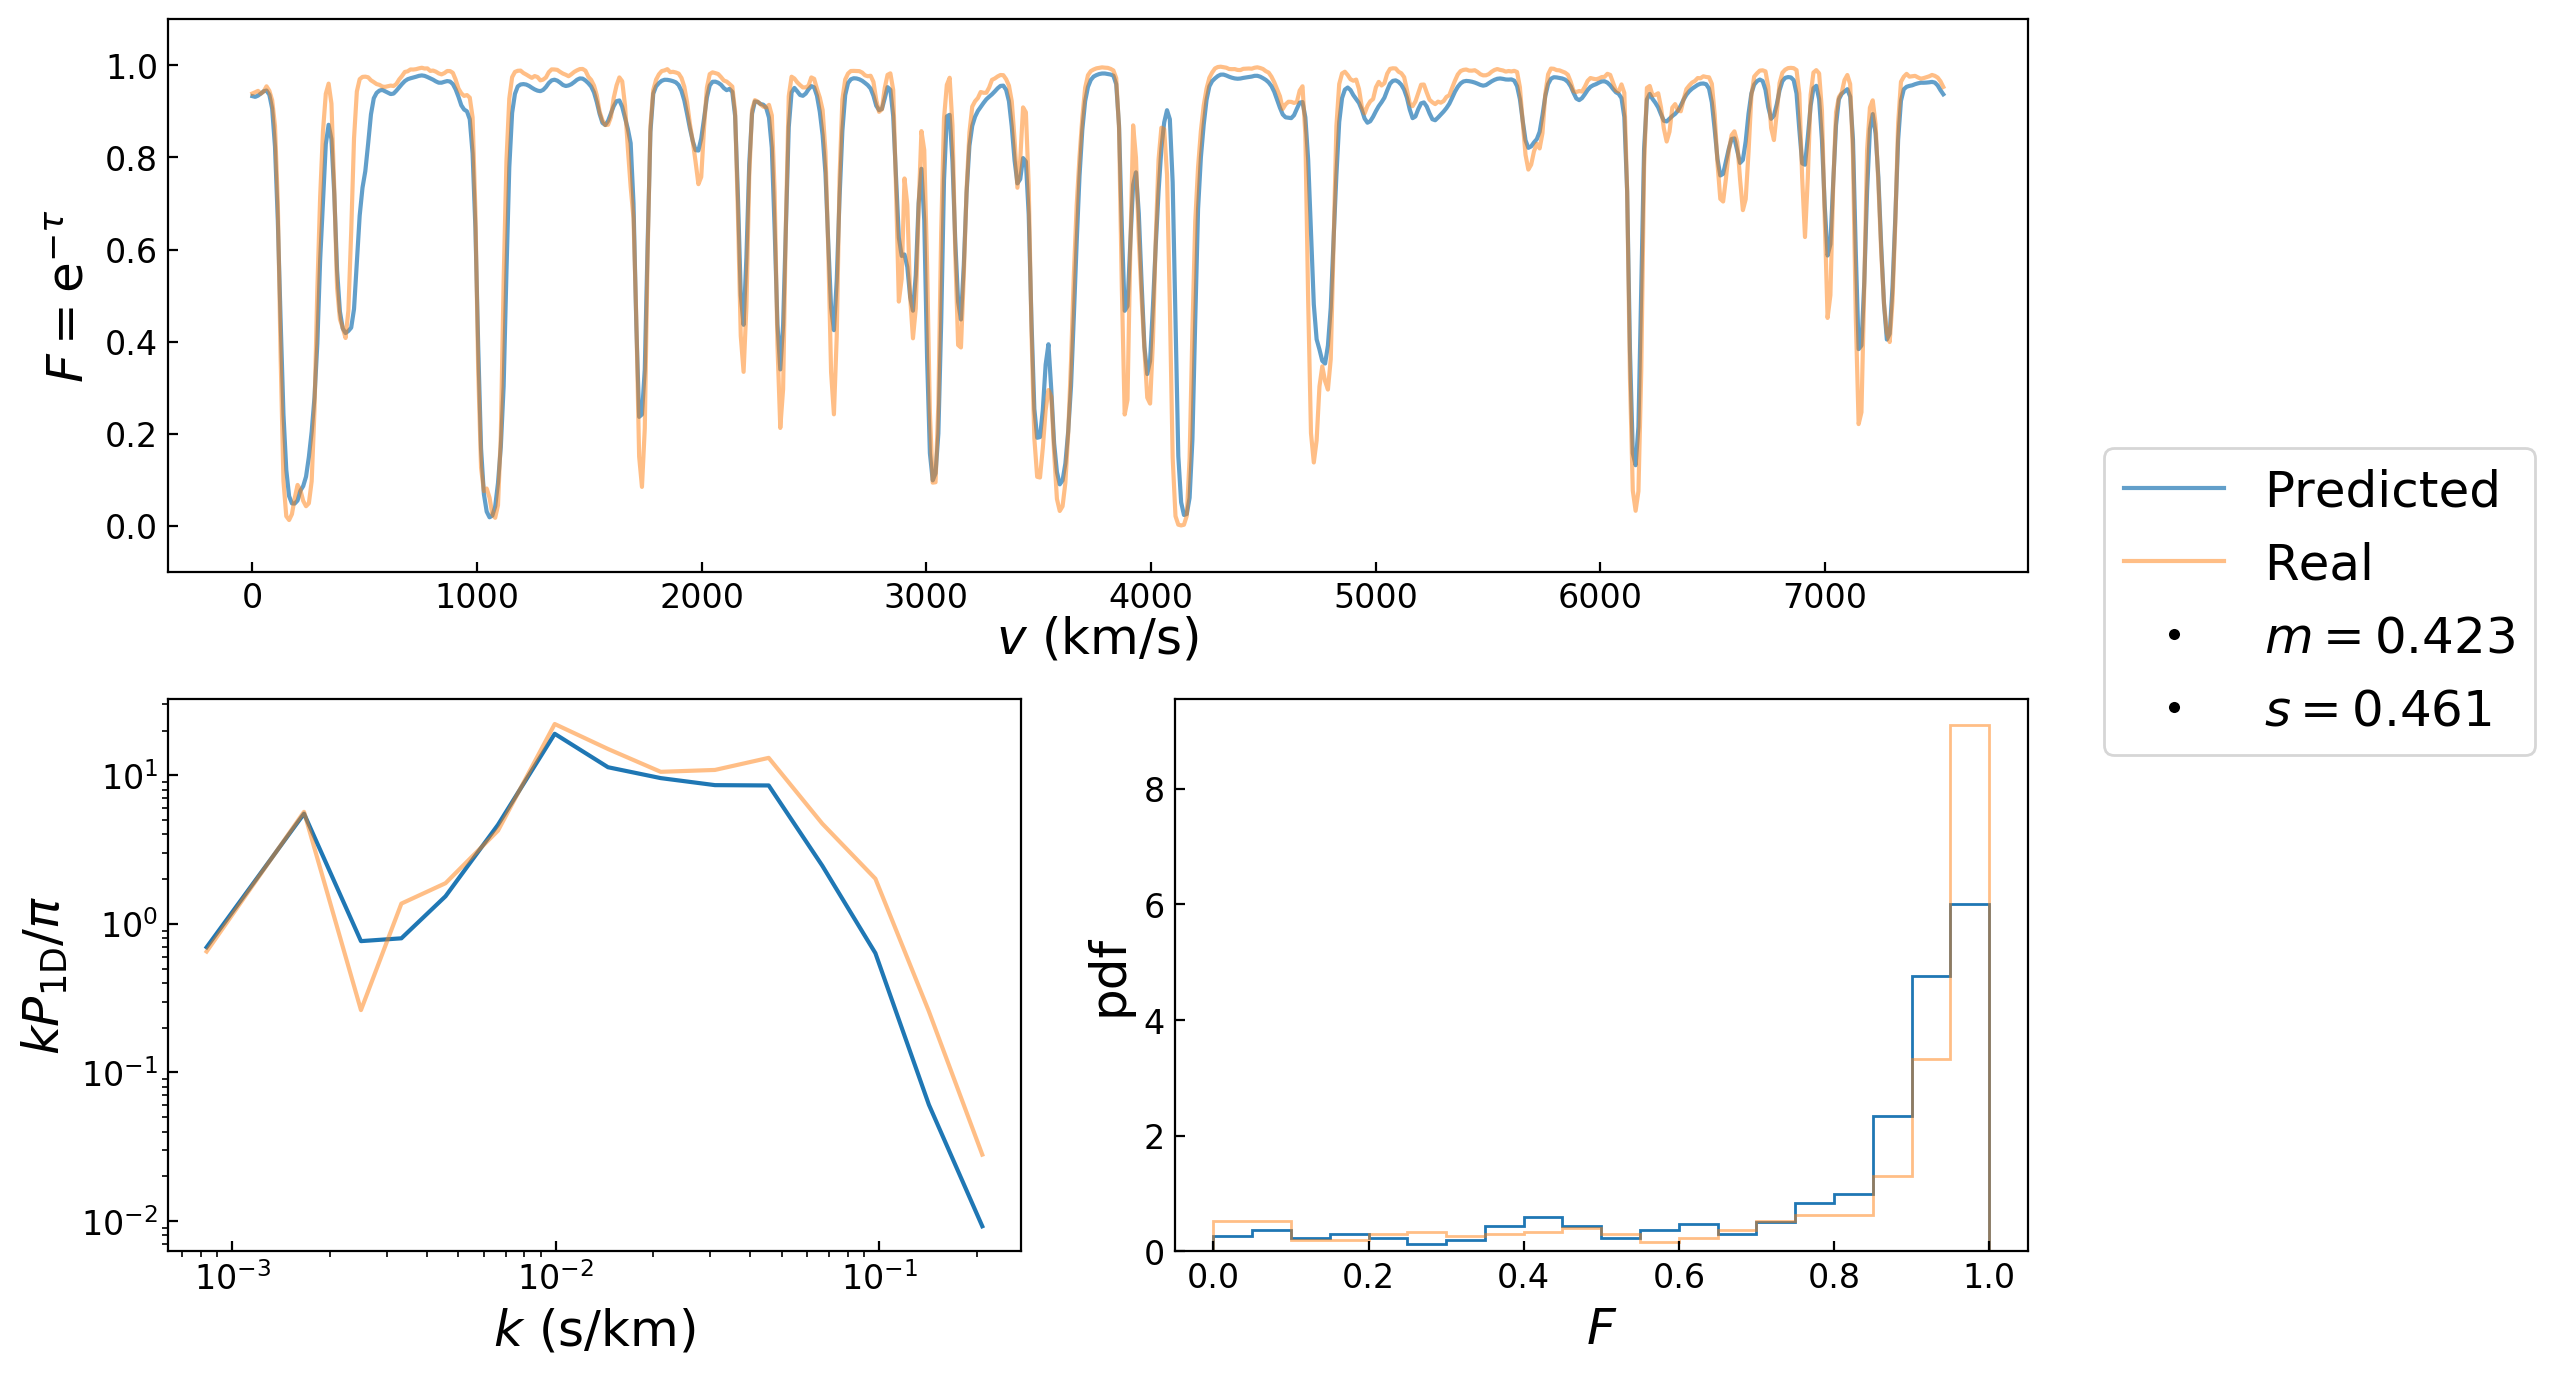 F = e^{−τ}
1.0
0.8
0.6
0.4
0.2
0.0
0 1000 2000 3000 4000 5000 6000 7000
v (km/s)
Predicted
Real
m = 0.423
s = 0.461
kP_{1D}/π
10^1
10^0
10^{−1}
10^{−2}
10^{−3} 10^{−2} 10^{−1}
k (s/km)
pdf
8
6
4
2
0
0.0 0.2 0.4 0.6 0.8 1.0
F